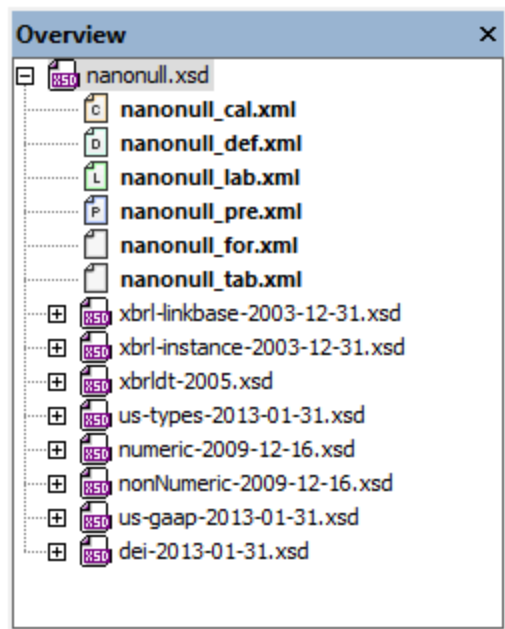 Overview
nanonull.xsd
nanonull_cal.xml
nanonull_def.xml
nanonull_lab.xml
nanonull_pre.xml
nanonull_for.xml
nanonull_tab.xml
xbrl-linkbase-2003-12-31.xsd
xbrl-instance-2003-12-31.xsd
xbrldt-2005.xsd
us-types-2013-01-31.xsd
numeric-2009-12-16.xsd
nonNumeric-2009-12-16.xsd
us-gaap-2013-01-31.xsd
dei-2013-01-31.xsd